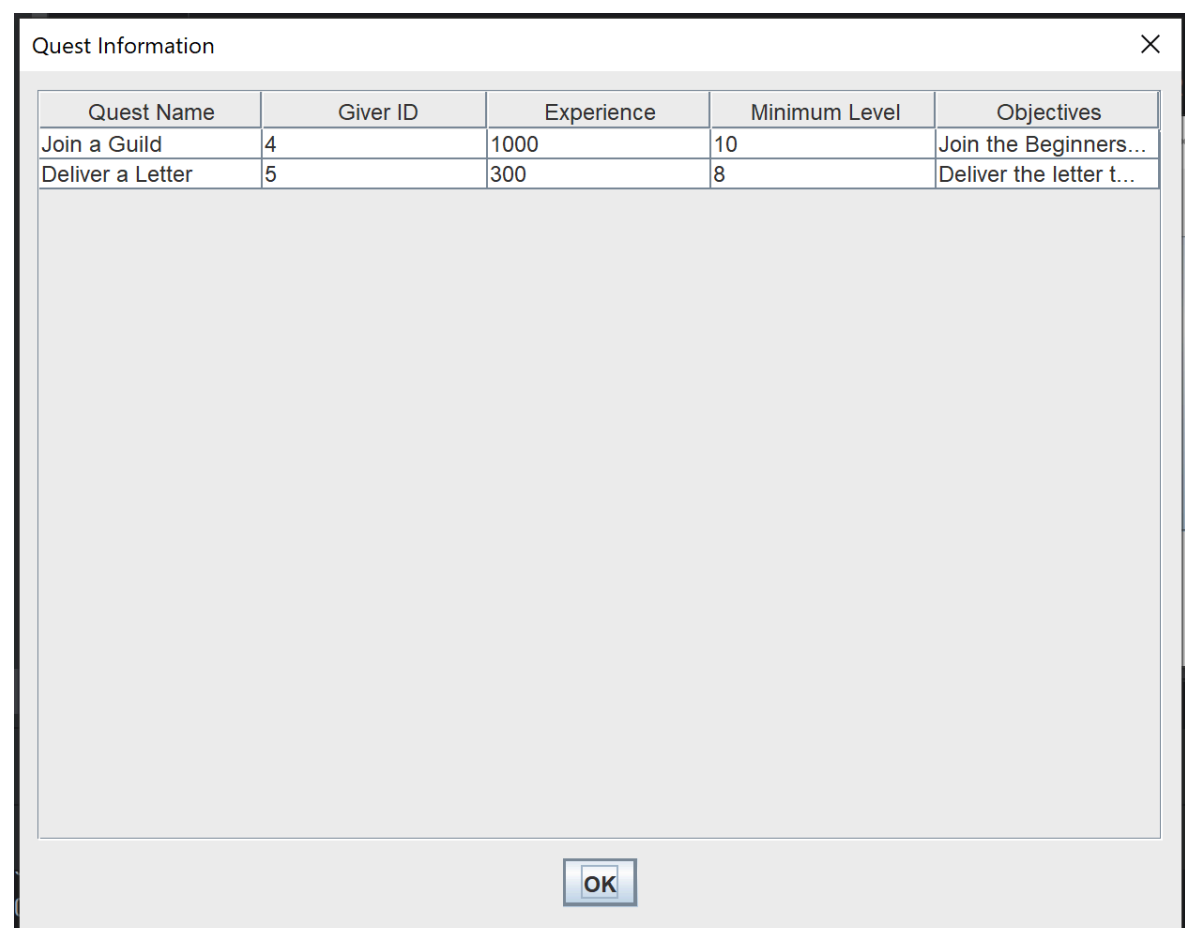 Quest Information
Quest Name Giver ID Experience Minimum Level Objectives
Join a Guild 4 1000 10 Join the Beginners...
Deliver a Letter 5 300 8 Deliver the letter t...
OK